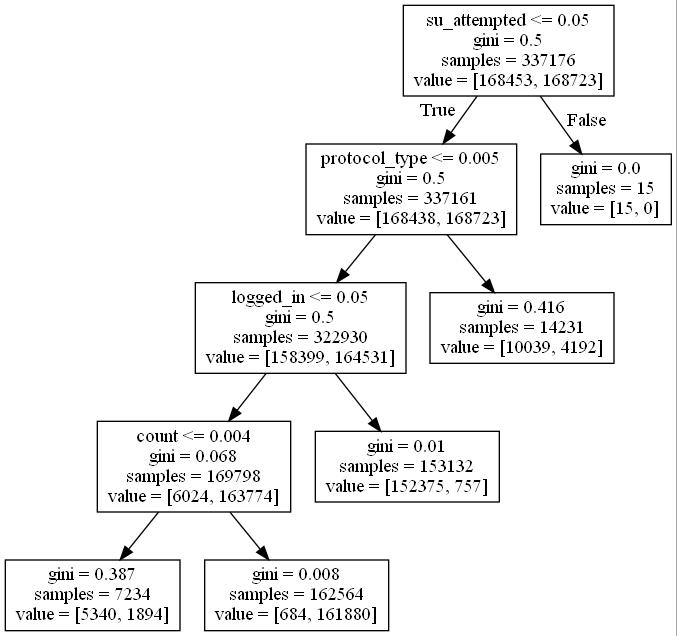 su_attempted <= 0.05
gini = 0.5
samples = 337176
value = [168453, 168723]
True
False
protocol_type <= 0.005
gini = 0.5
samples = 337161
value = [168438, 168723]
gini = 0.0
samples = 15
value = [15, 0]
logged_in <= 0.05
gini = 0.5
samples = 322930
value = [158399, 164531]
gini = 0.416
samples = 14231
value = [10039, 4192]
count <= 0.004
gini = 0.068
samples = 169798
value = [6024, 163774]
gini = 0.01
samples = 153132
value = [152375, 757]
gini = 0.387
samples = 7234
value = [5340, 1894]
gini = 0.008
samples = 162564
value = [684, 161880]